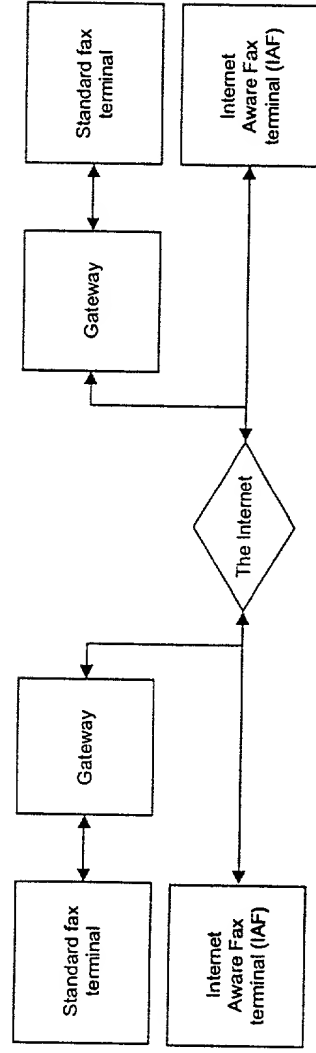 Standard fax
terminal
Gateway
Internet
Aware Fax
terminal (IAF)
The Internet
Gateway
Standard fax
terminal
Internet
Aware Fax
terminal (IAF)